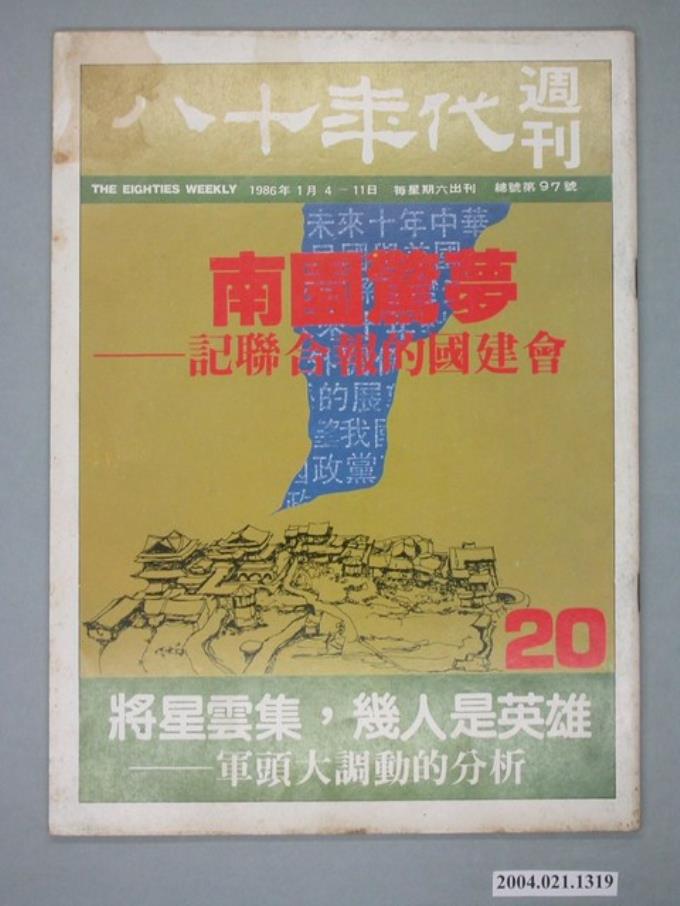 八十年代週刊
THE EIGHTIES WEEKLY 1986年1月4－11日 每星期六出刊 總號第97號
未來十年中華
南園驚夢
——記聯合報的國建會
的展
望我國
政黨
政
20
將星雲集，幾人是英雄
——軍頭大調動的分析
2004.021.1319